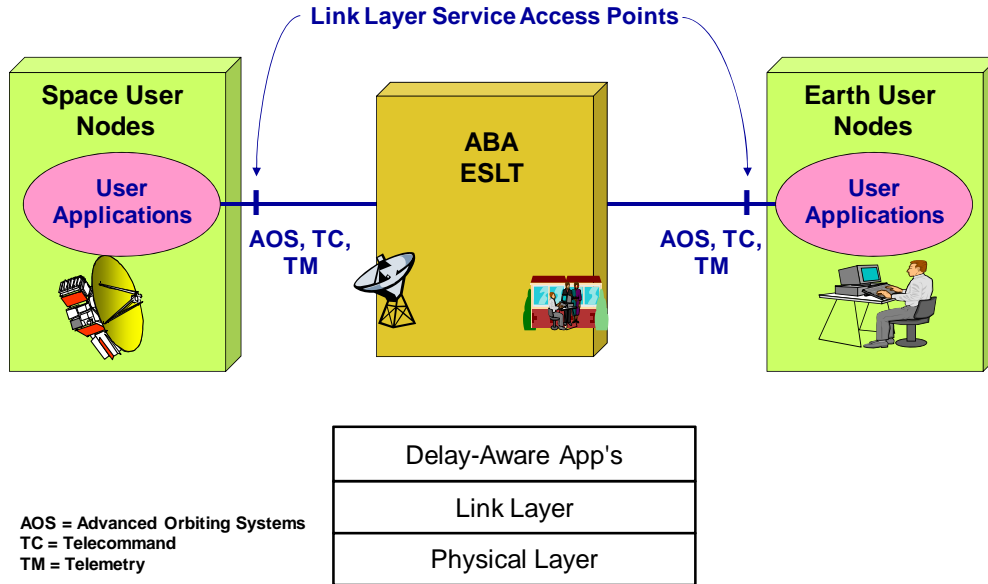 Link Layer Service Access Points
Space User
Nodes
User
Applications
AOS, TC,
TM
ABA
ESLT
Earth User
Nodes
User
Applications
AOS, TC,
TM
Delay-Aware App's
Link Layer
Physical Layer
AOS = Advanced Orbiting Systems
TC = Telecommand
TM = Telemetry